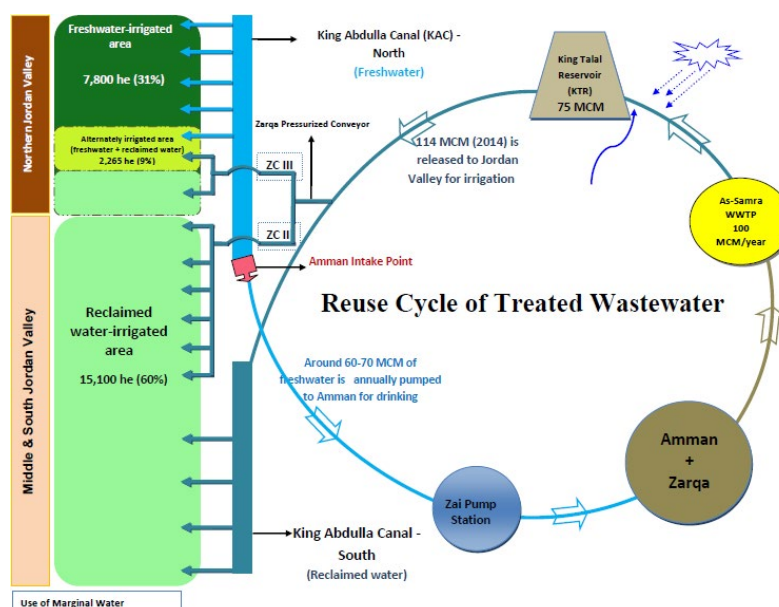 Northern Jordan Valley
Middle & South Jordan Valley
Freshwater-irrigated
area
7,800 he (31%)
Alternately irrigated area
(freshwater + reclaimed water)
2,265 he (9%)
Reclaimed
water-irrigated
area
15,100 he (60%)
King Abdulla Canal (KAC) -
North
(Freshwater)
Zarqa Pressurized Conveyor
ZC III
ZC II
Amman Intake Point
114 MCM (2014) is
released to Jordan
Valley for irrigation
King Talal
Reservoir
(KTR)
75 MCM
As-Samra
WWTP
100
MCM/year
Reuse Cycle of Treated Wastewater
Around 60-70 MCM of
freshwater is annually pumped
to Amman for drinking
Amman
+
Zarqa
Zai Pump
Station
King Abdulla Canal -
South
(Reclaimed water)
Use of Marginal Water